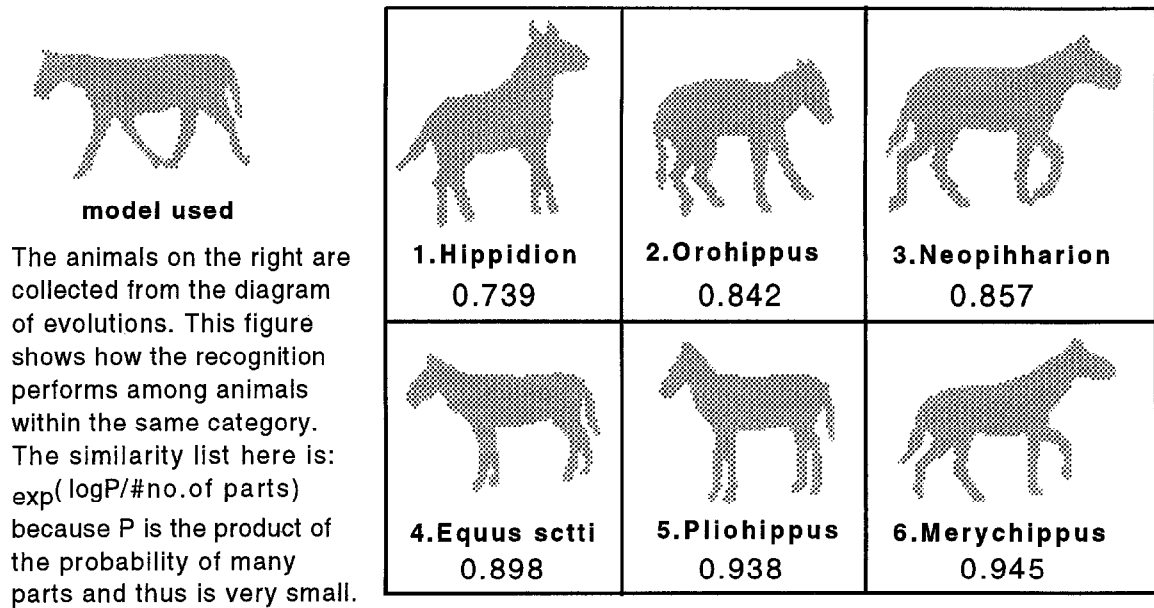 model used
The animals on the right are
collected from the diagram
of evolutions. This figure
shows how the recognition
performs among animals
within the same category.
The similarity list here is:
exp(logP/#no.of parts)
because P is the product of
the probability of many
parts and thus is very small.
1.Hippidion
0.739
2.Orohippus
0.842
3.Neopihharion
0.857
4.Equus sctti
0.898
5.Pliohippus
0.938
6.Merychippus
0.945